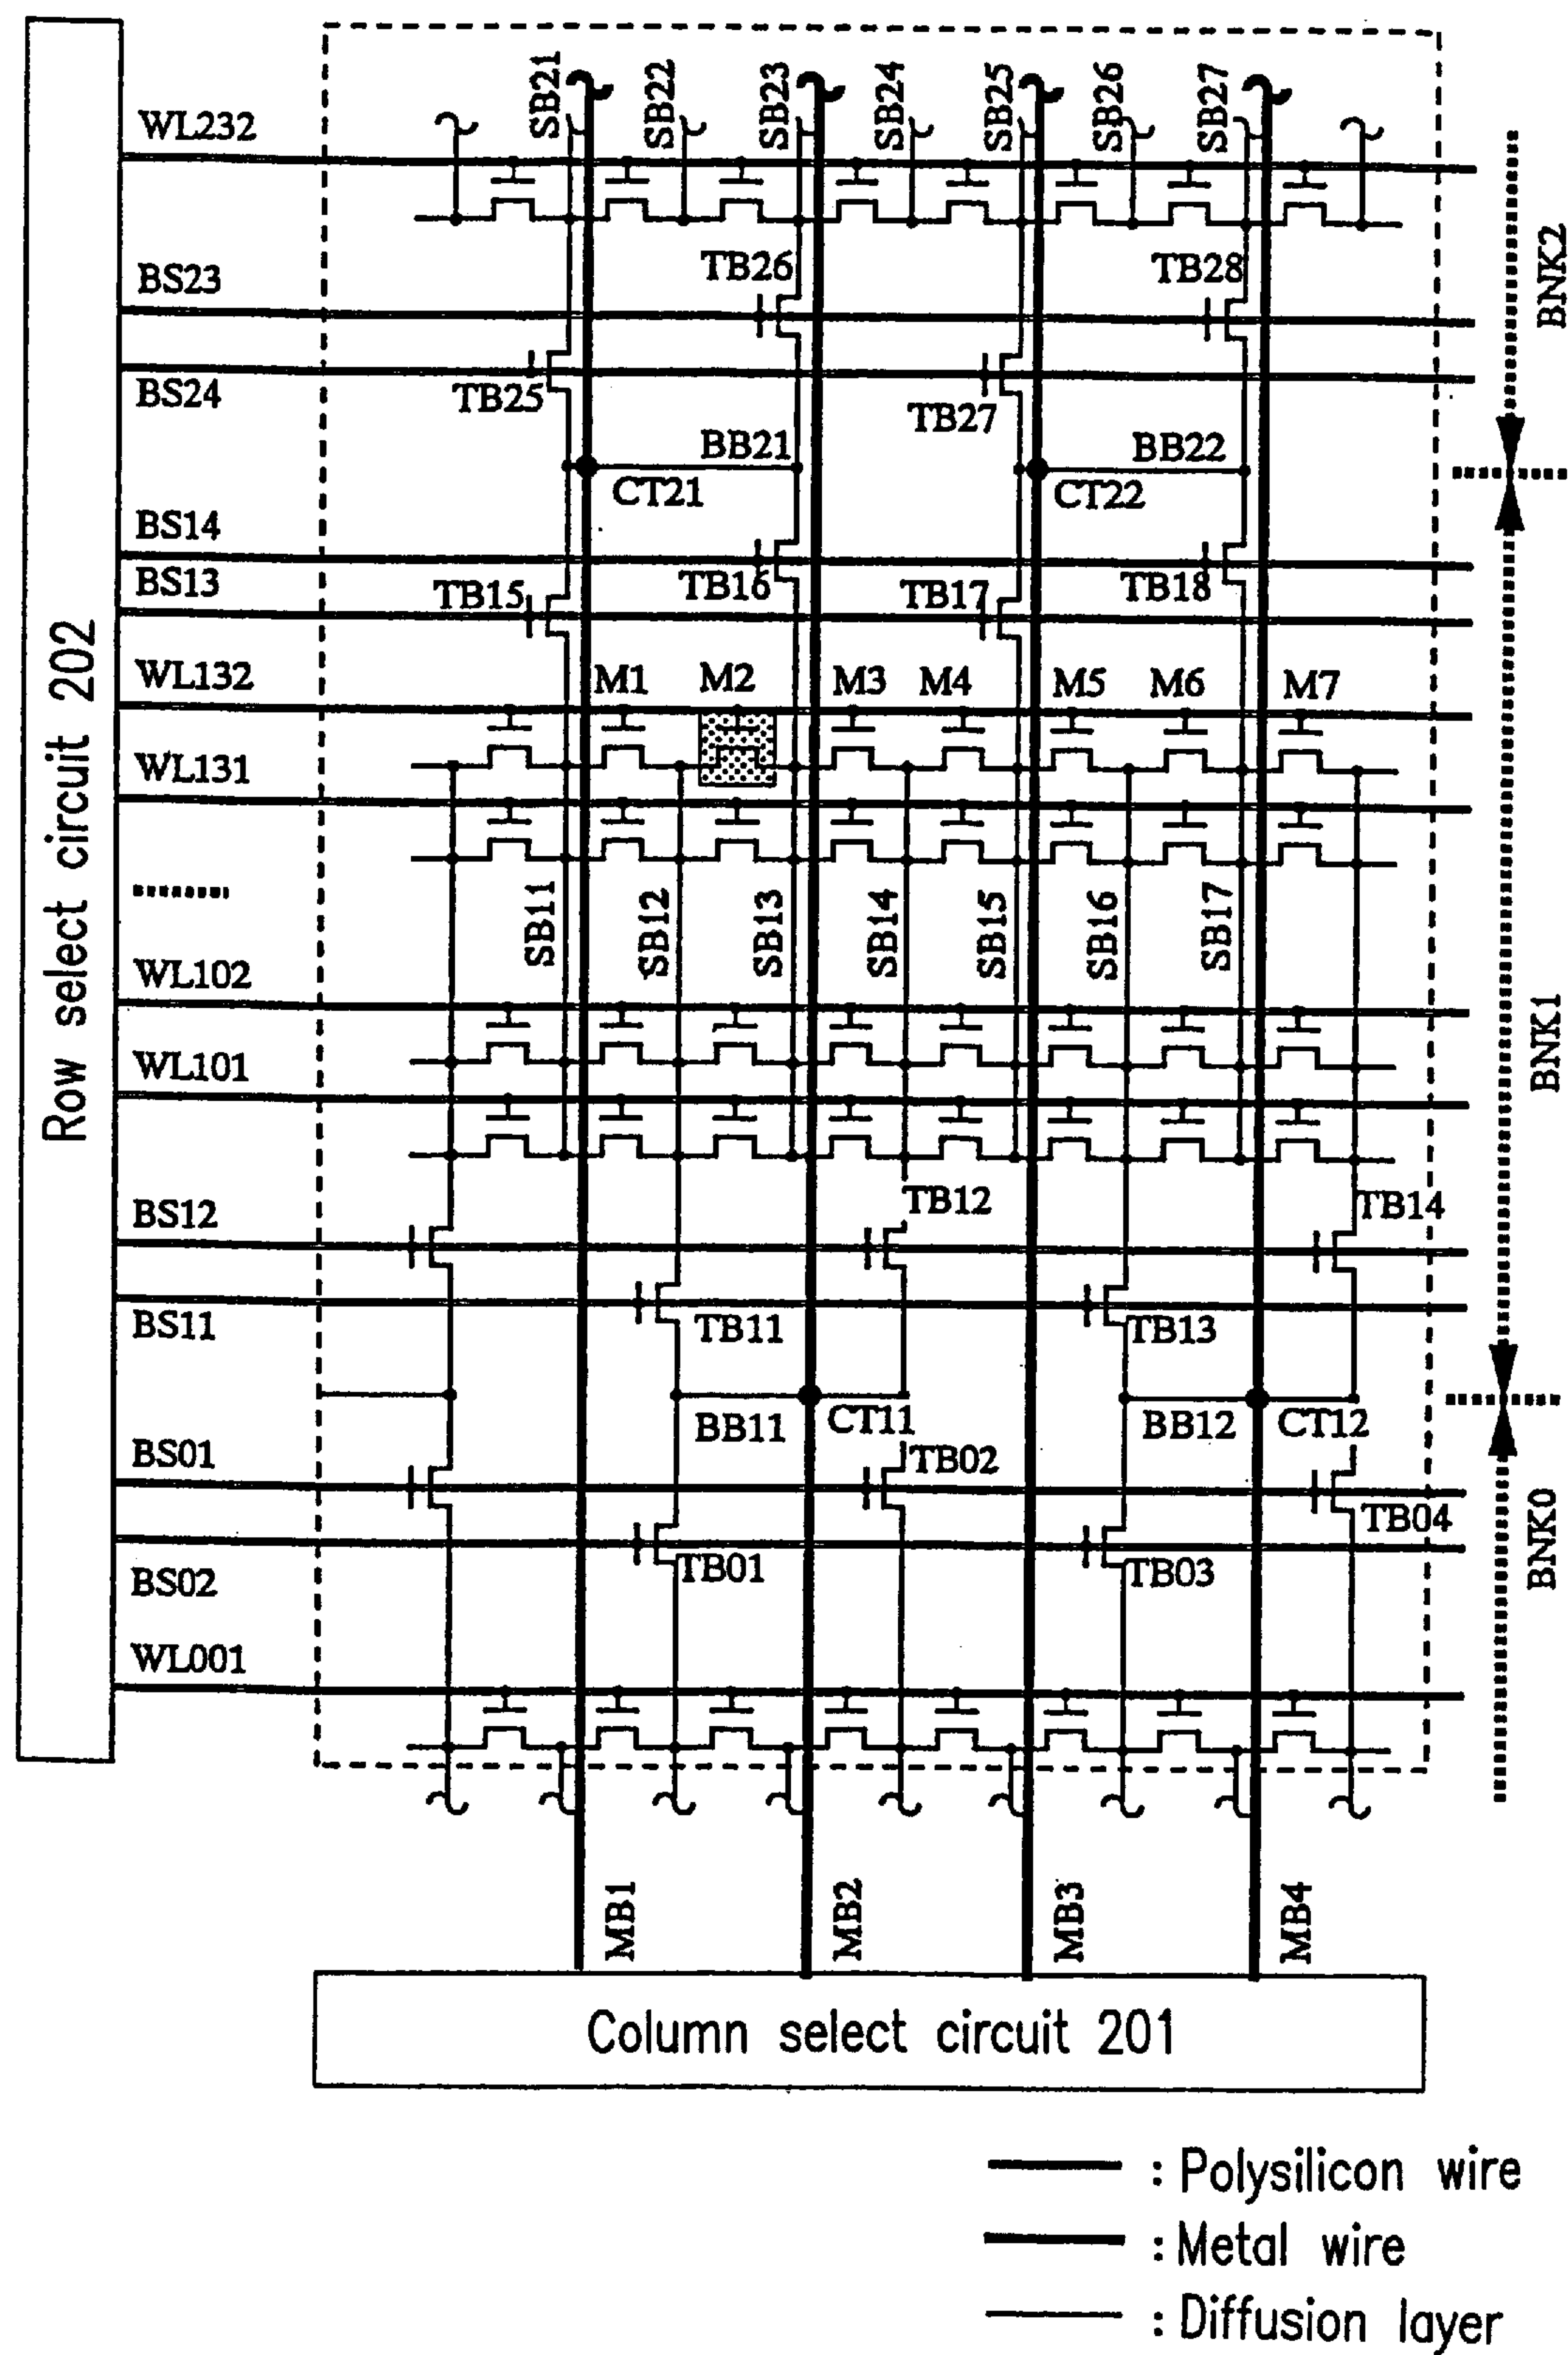 Row select circuit 202
SB21
SB22
SB23
SB24
SB25
SB26
SB27
WL232
TB26
TB28
BS23
BNK2
BS24
TB25
TB27
BB21
BB22
CT21
CT22
BS14
BS13
TB15
TB16
TB17
TB18
WL132
M1
M2
M3
M4
M5
M6
M7
WL131
........
SB11
SB12
SB13
SB14
SB15
SB16
SB17
WL102
BNK1
WL101
TB12
TB14
BS12
BS11
TB11
TB13
BB11
CT11
BB12
CT12
BS01
TB02
TB04
BNK0
BS02
TB01
TB03
WL001
MB1
MB2
MB3
MB4
Column select circuit 201
: Polysilicon wire
: Metal wire
: Diffusion layer